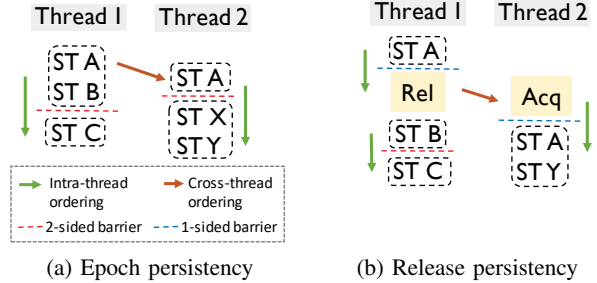 Thread 1 Thread 2
ST A
ST B
ST C
ST A
ST X
ST Y
Intra-thread ordering
Cross-thread ordering
2-sided barrier
1-sided barrier
(a) Epoch persistency
Thread 1 Thread 2
ST A
Rel
ST B
ST C
Acq
ST A
ST Y
(b) Release persistency